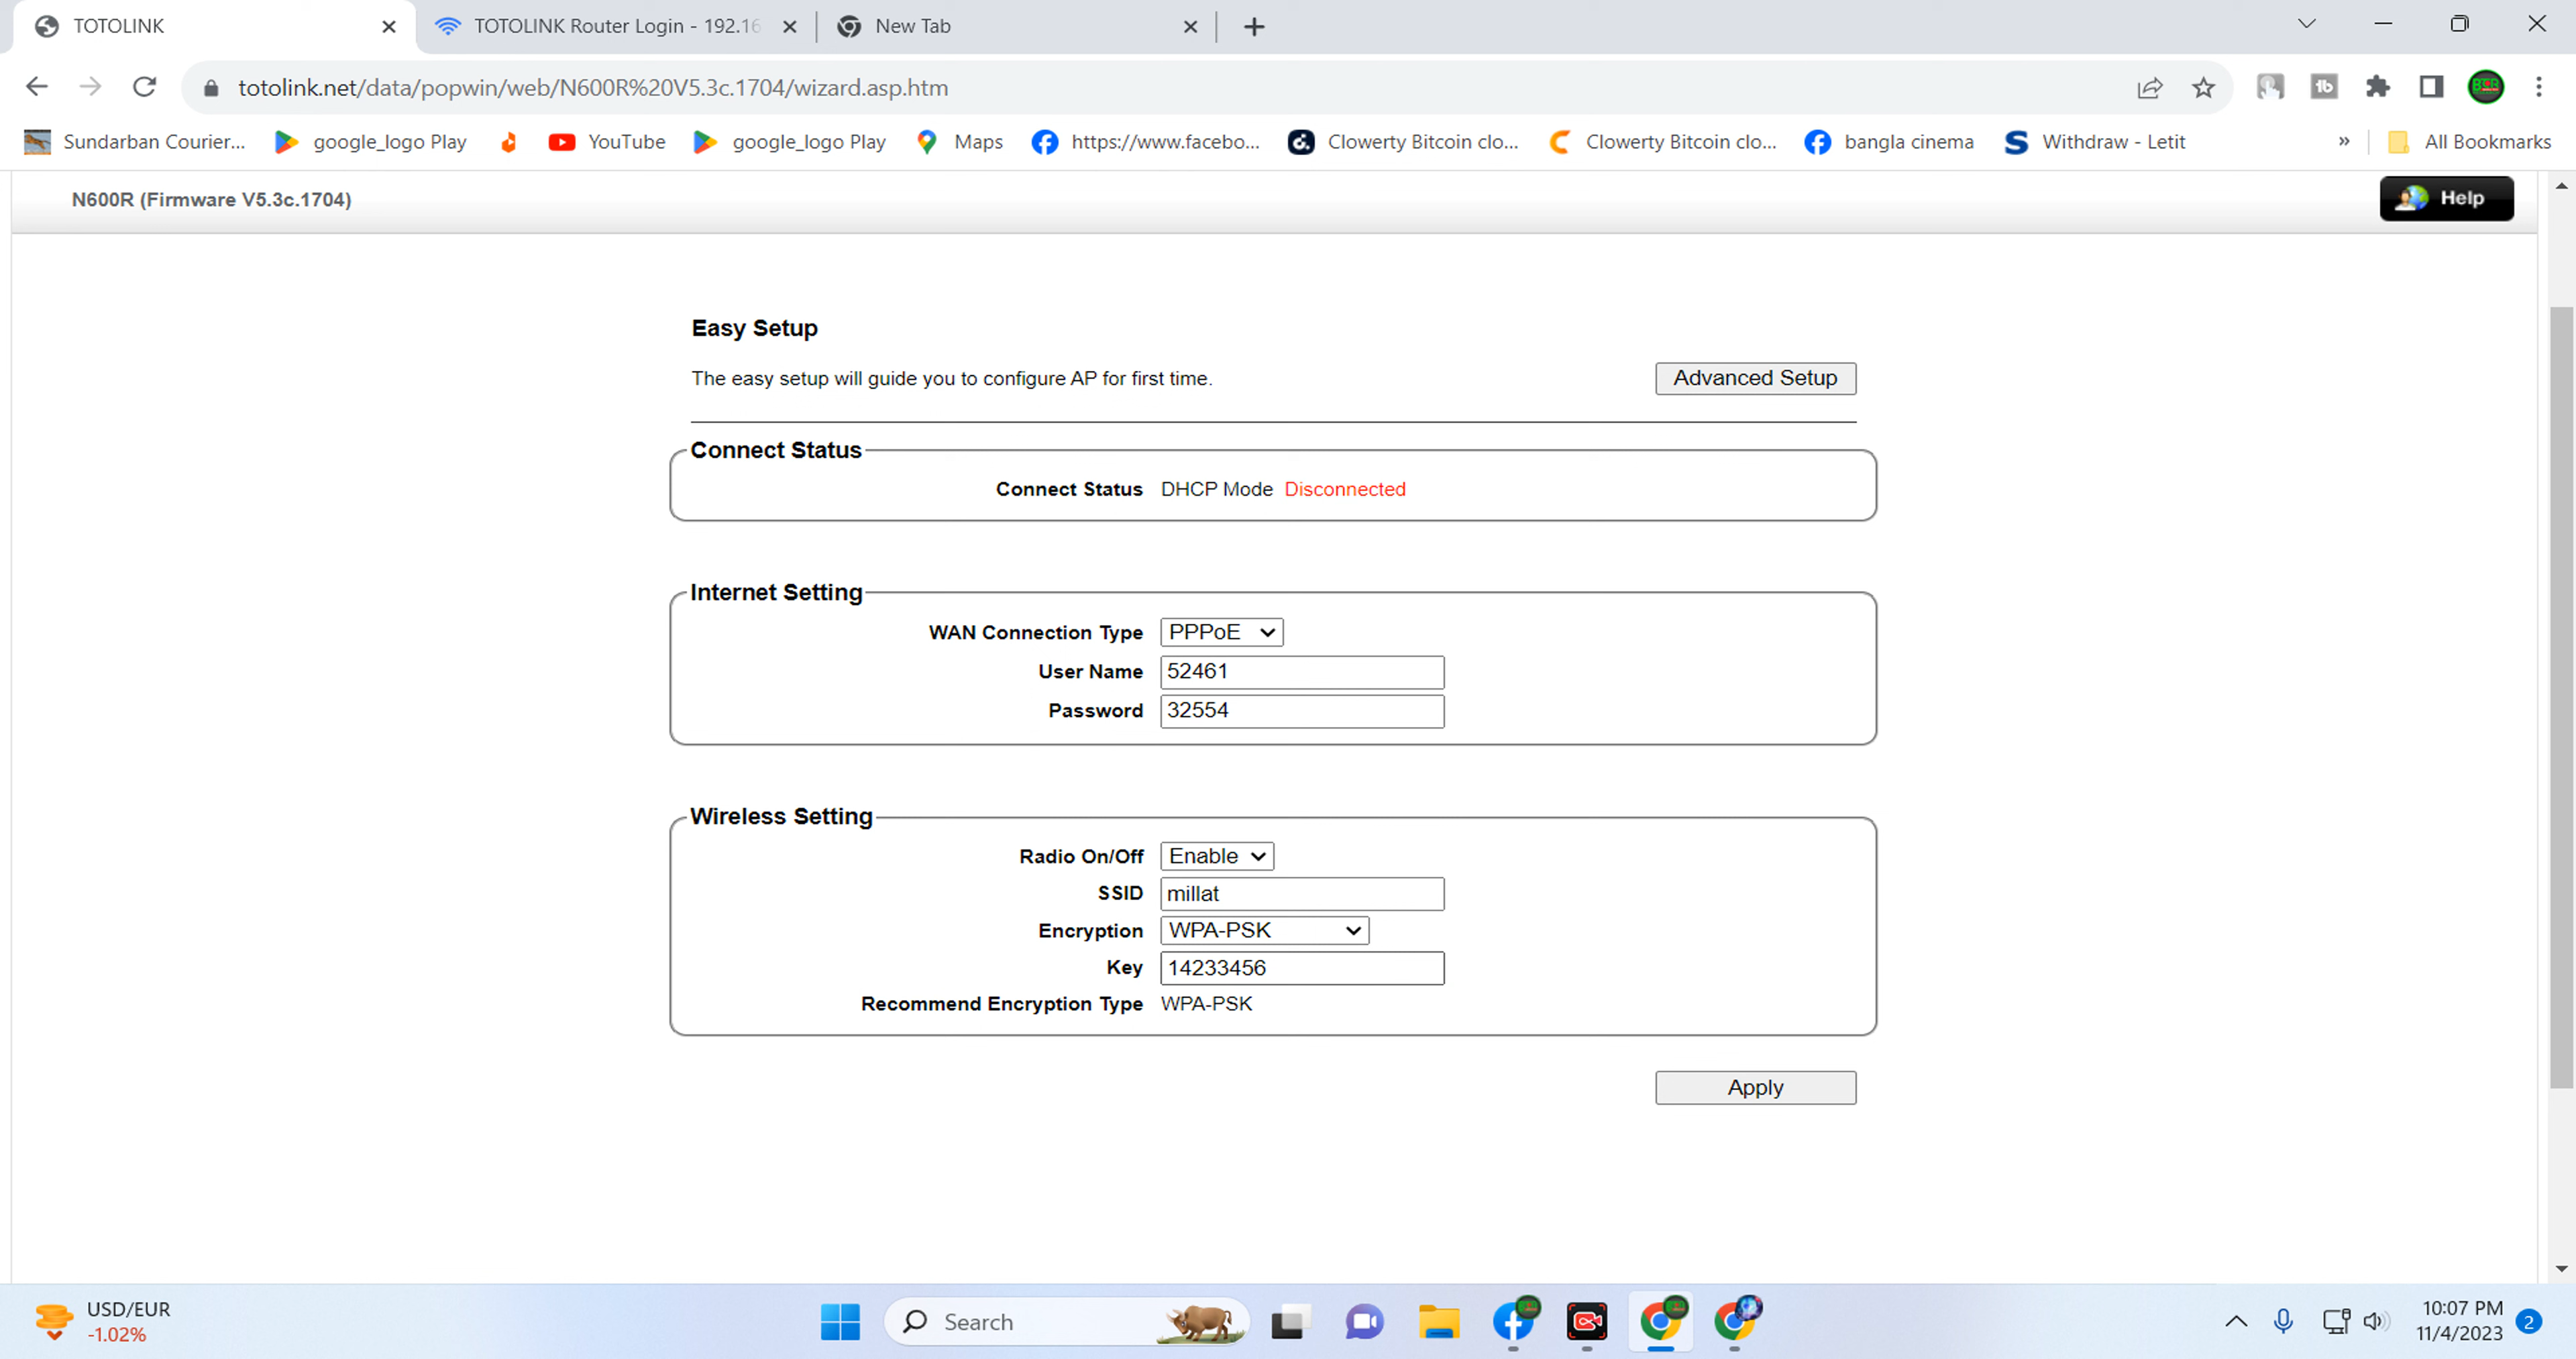 TOTOLINK
TOTOLINK Router Login - 192.16
New Tab
totolink.net/data/popwin/web/N600R%20V5.3c.1704/wizard.asp.htm
Sundarban Courier... google_logo Play YouTube google_logo Play Maps https://www.facebo... Clowerty Bitcoin clo... Clowerty Bitcoin clo... bangla cinema Withdraw - Letit » All Bookmarks
N600R (Firmware V5.3c.1704) Help
Easy Setup
The easy setup will guide you to configure AP for first time. Advanced Setup
Connect Status
Connect Status DHCP Mode Disconnected
Internet Setting
WAN Connection Type PPPoE
User Name 52461
Password 32554
Wireless Setting
Radio On/Off Enable
SSID millat
Encryption WPA-PSK
Key 14233456
Recommend Encryption Type WPA-PSK
Apply
USD/EUR
-1.02%
Search
10:07 PM
11/4/2023
2